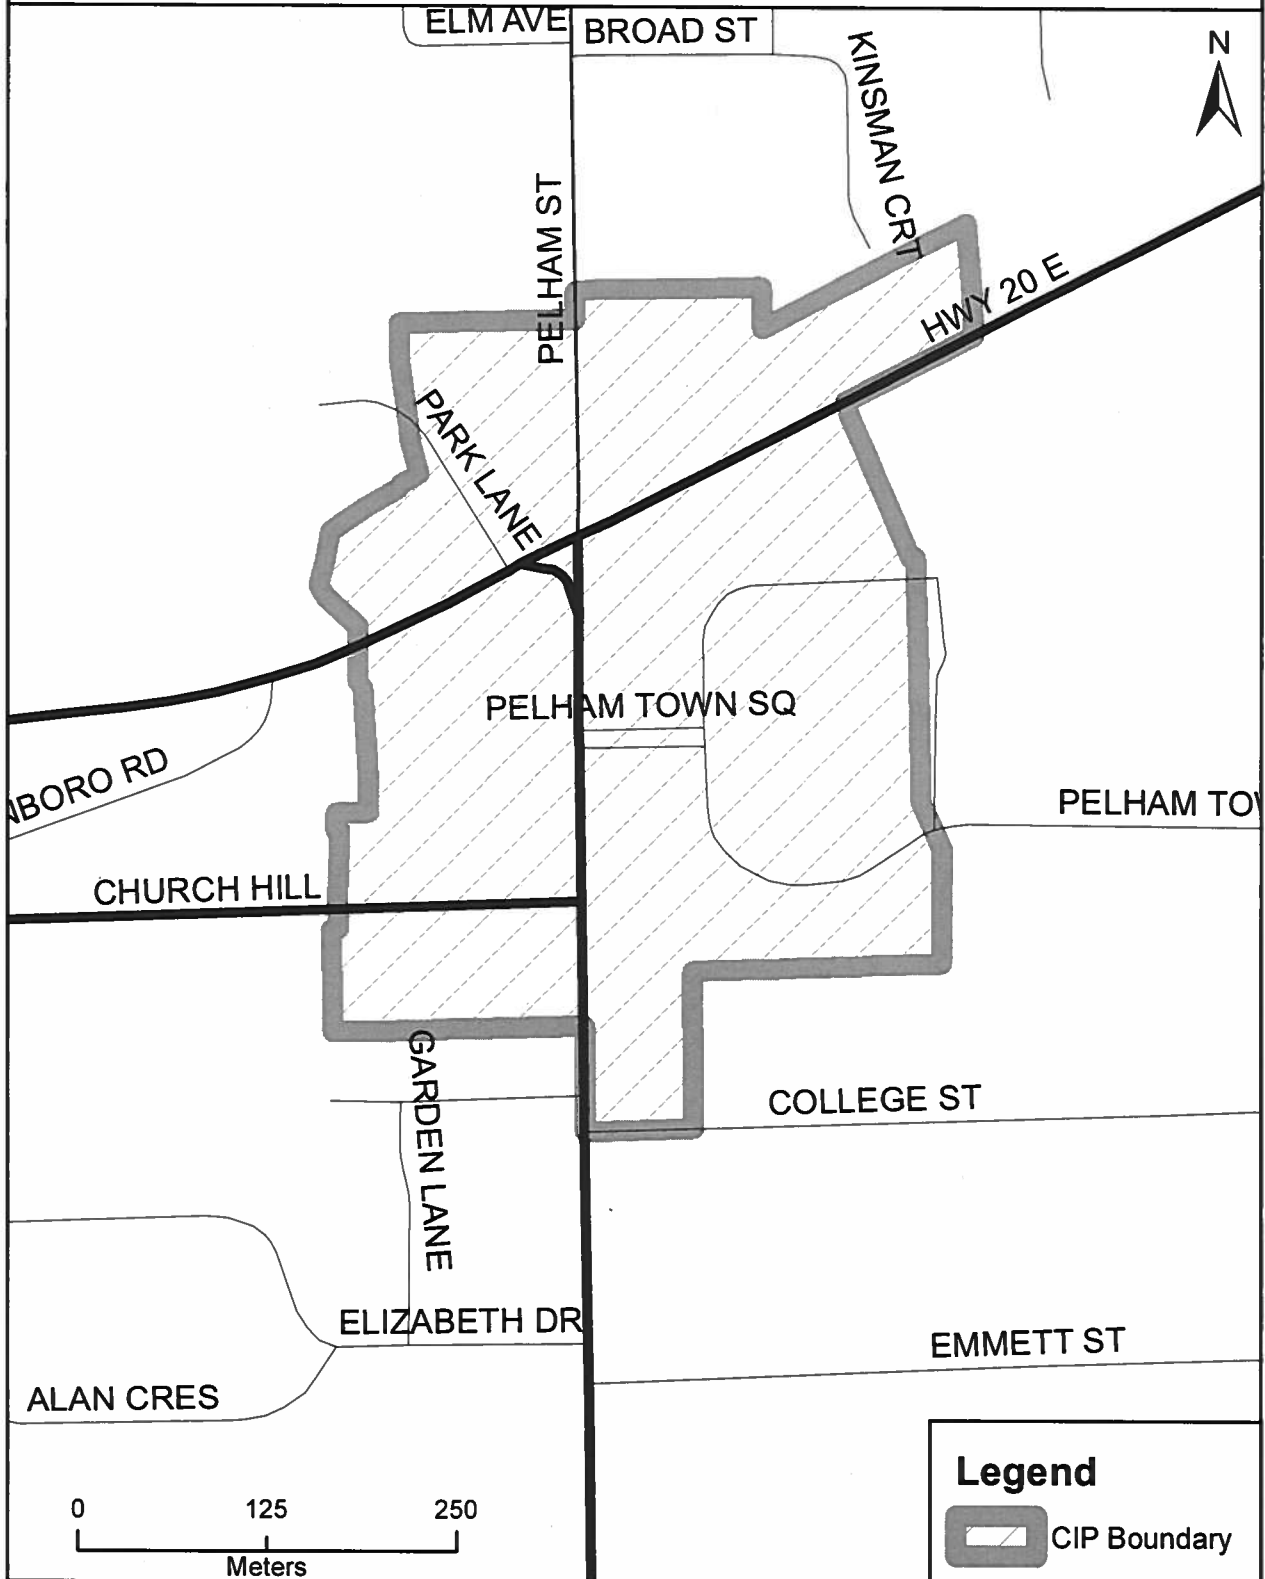 ELM AVE
BROAD ST
KINSMAN CRT
N
PELHAM ST
HWY 20 E
PARK LANE
PELHAM TOWN SQ
NBORO RD
PELHAM TO
CHURCH HILL
GARDEN LANE
COLLEGE ST
ELIZABETH DR
EMMETT ST
ALAN CRES
Legend
CIP Boundary
0 125 250
Meters